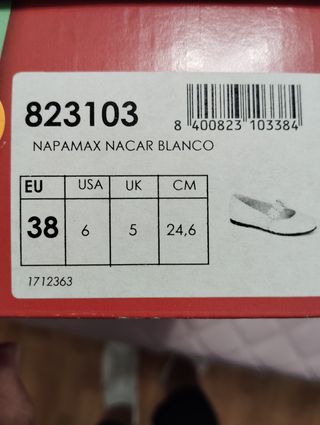 823103
8 400823 103384
NAPAMAX NACAR BLANCO
EU USA UK CM
38 6 5 24,6
1712363